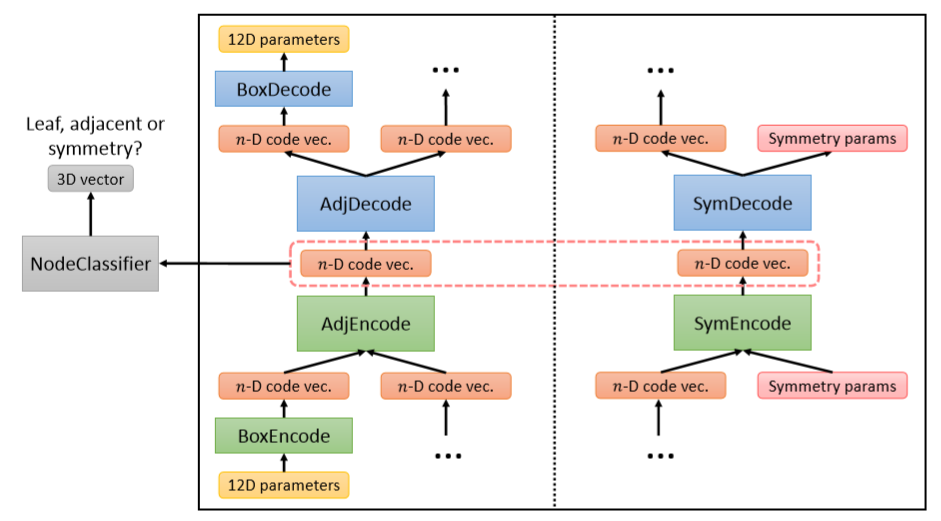 12D parameters
BoxDecode
n-D code vec.
n-D code vec.
AdjDecode
n-D code vec.
AdjEncode
n-D code vec.
n-D code vec.
BoxEncode
12D parameters
...
...
...
n-D code vec.
Symmetry params
SymDecode
n-D code vec.
SymEncode
n-D code vec.
Symmetry params
...
Leaf, adjacent or
symmetry?
3D vector
NodeClassifier